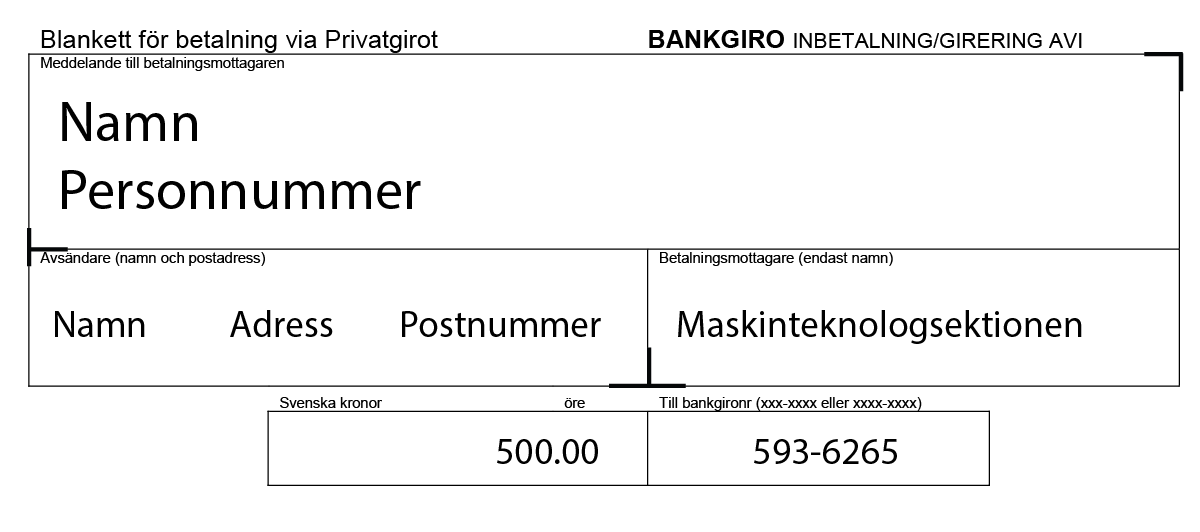 Blankett för betalning via Privatgirot BANKGIRO INBETALNING/GIRERING AVI
Meddelande till betalningsmottagaren
Namn
Personnummer
Avsändare (namn och postadress) Betalningsmottagare (endast namn)
Namn Adress Postnummer Maskinteknologsektionen
Svenska kronor öre Till bankgironr (xxx-xxxx eller xxxx-xxxx)
500.00 593-6265